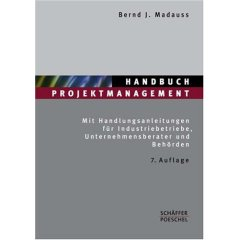 Bernd J. Madauss
HANDBUCH
PROJEKTMANAGEMENT
Mit Handlungsanleitungen
für Industriebetriebe,
Unternehmensberater und
Behörden
7. Auflage
SCHÄFFER
POESCHEL